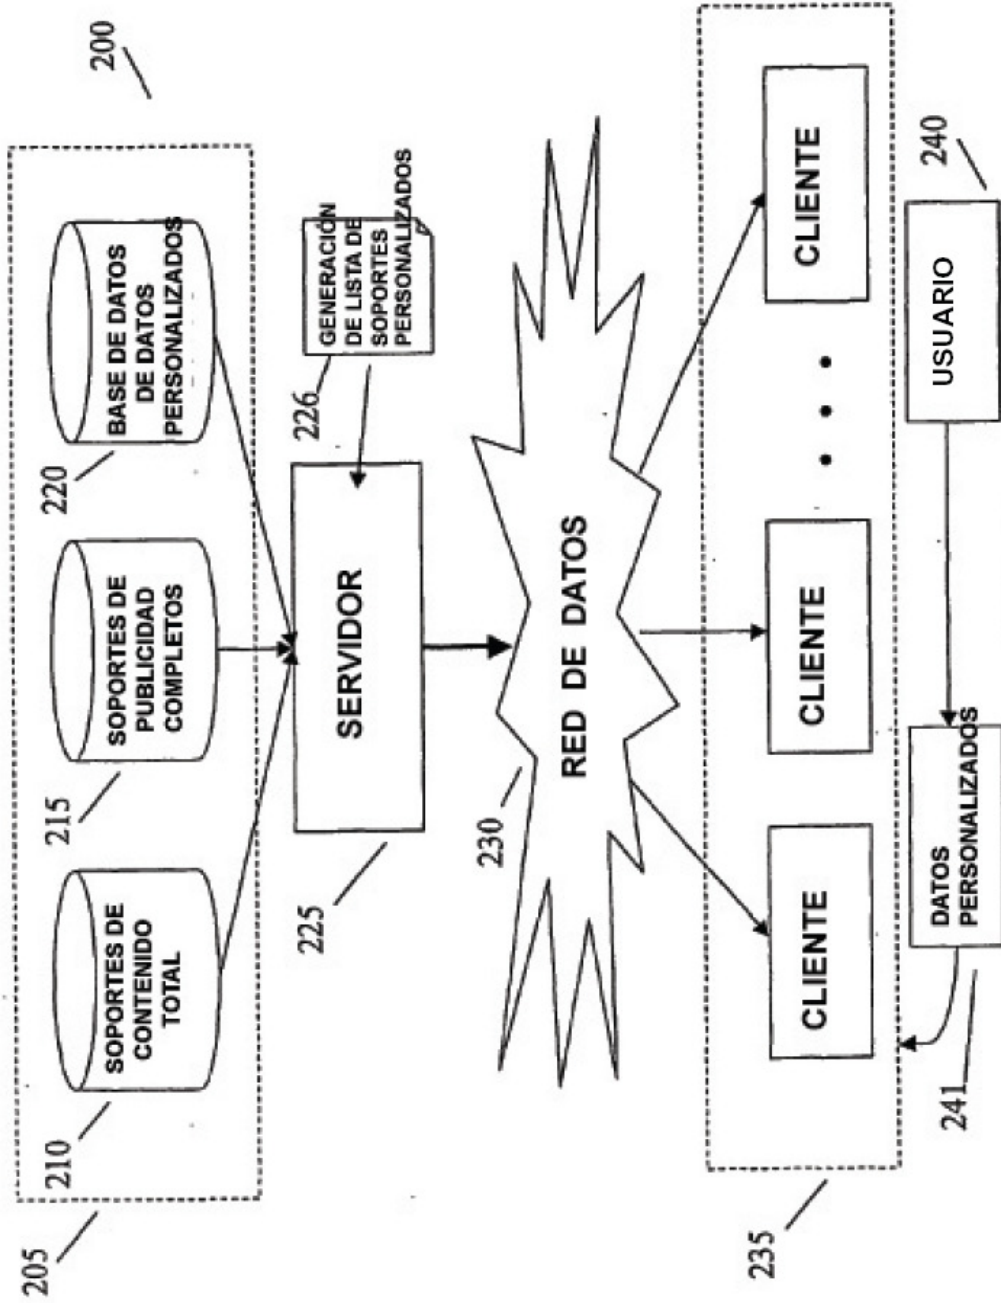 200
205
210
SOPORTES DE
CONTENIDO
TOTAL
215
SOPORTES DE
PUBLICIDAD
COMPLETOS
220
BASE DE DATOS
DE DATOS
PERSONALIZADOS
225
SERVIDOR
226
GENERACIÓN
DE LISTA DE
SOPORTES
PERSONALIZADOS
230
RED DE DATOS
235
CLIENTE
CLIENTE
CLIENTE
241
DATOS
PERSONALIZADOS
USUARIO
240